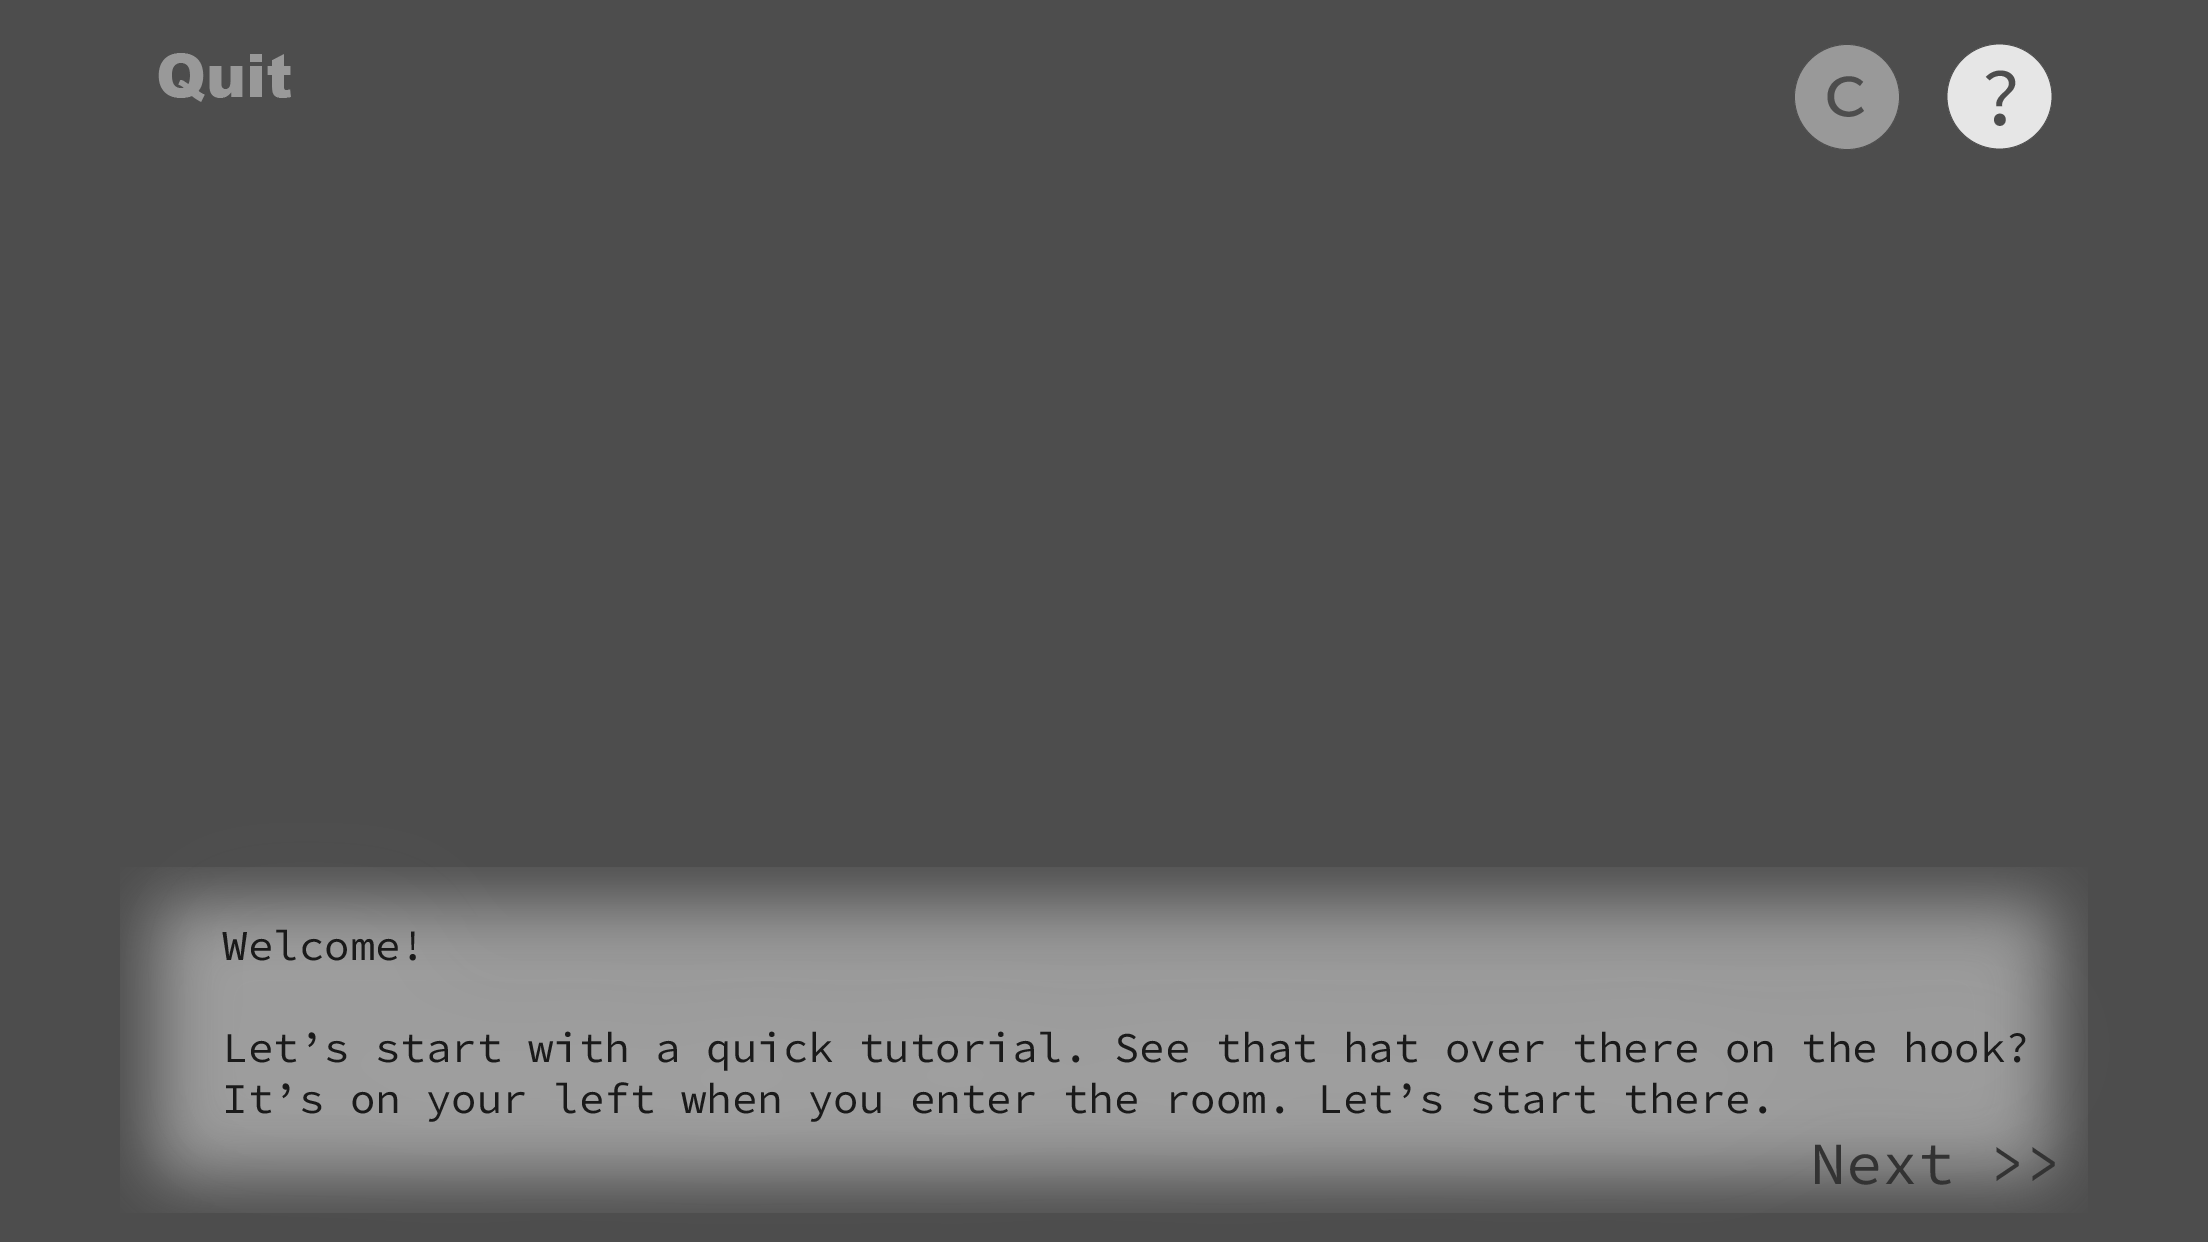 Quit
C
?
Welcome!
Let’s start with a quick tutorial. See that hat over there on the hook?
It’s on your left when you enter the room. Let’s start there.
Next >>